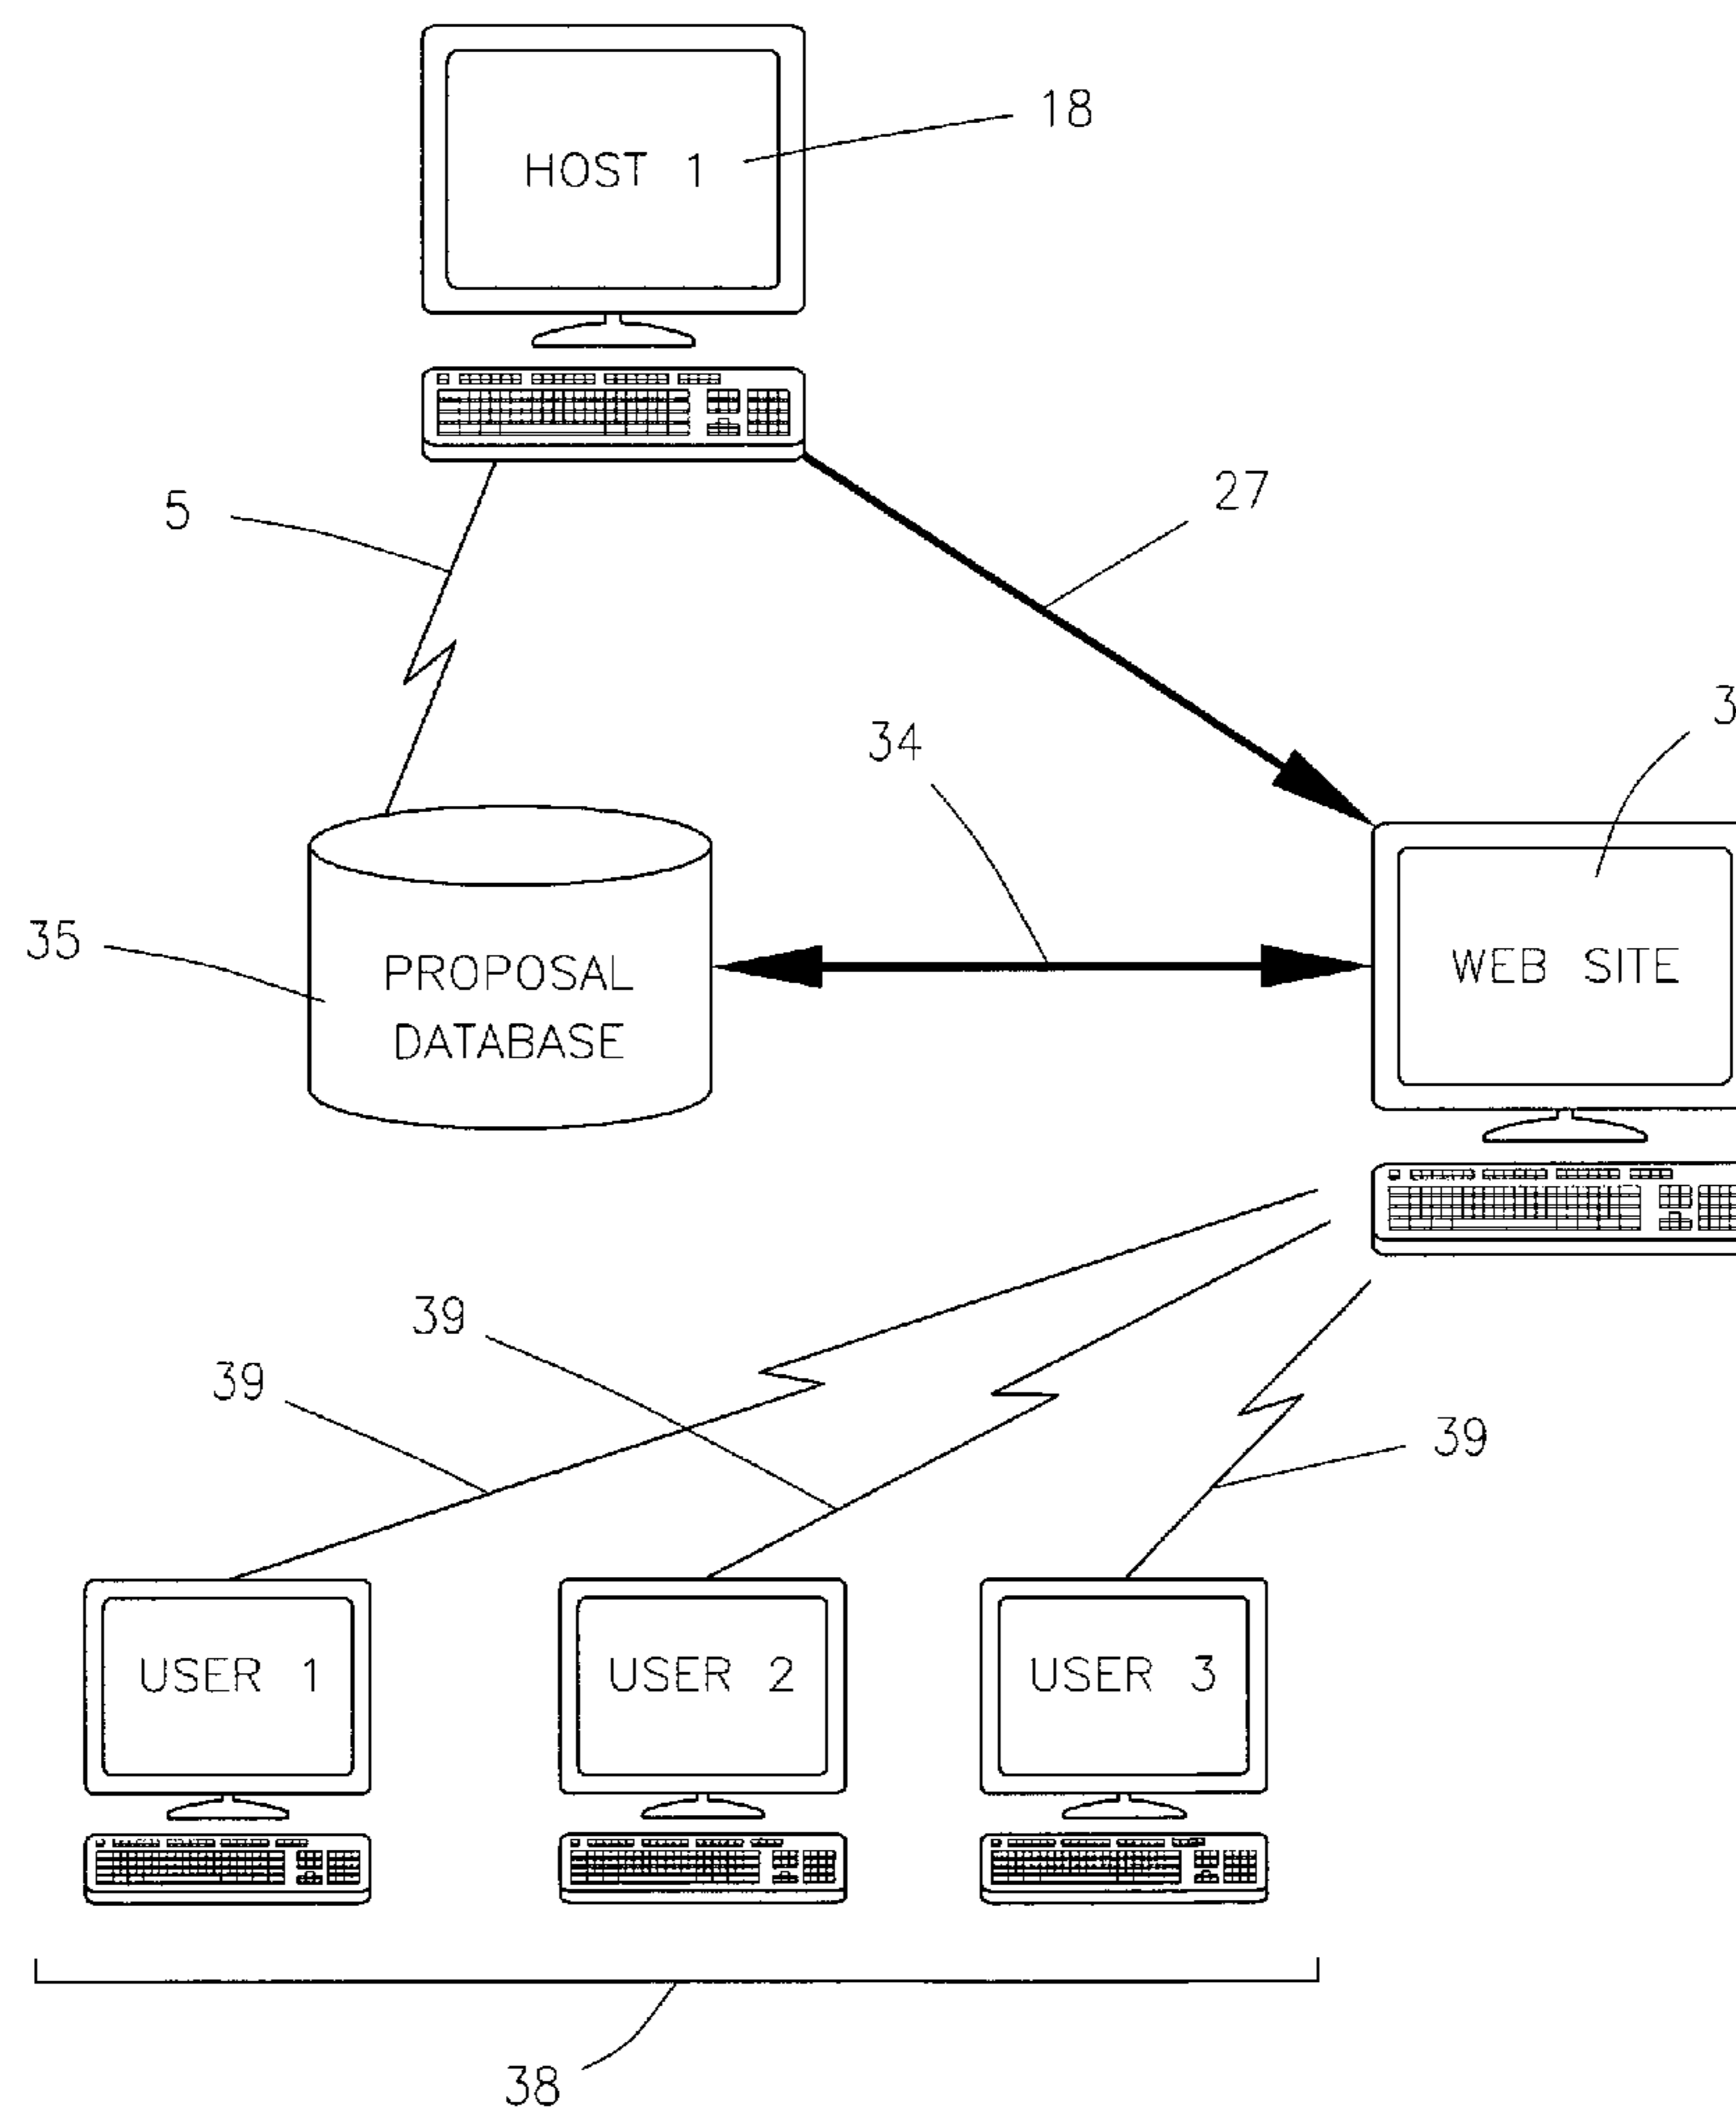 18
HOST 1
27
5
34
35
PROPOSAL
DATABASE
WEB SITE
39
39
39
USER 1
USER 2
USER 3
38